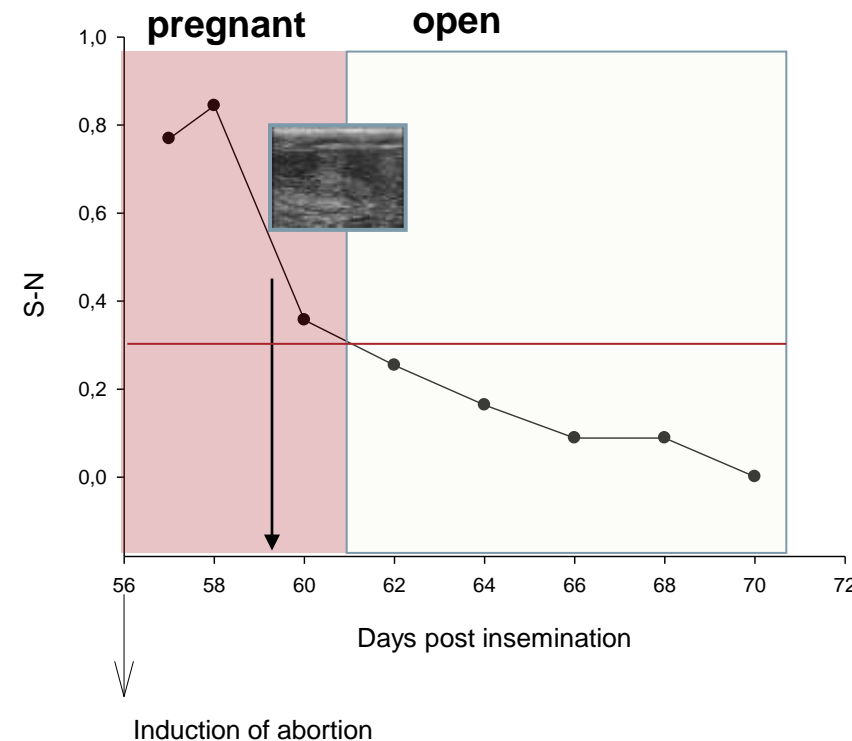 pregnant open
1,0
0,8
0,6
0,4
0,2
0,0
S-N
56 58 60 62 64 66 68 70 72
Days post insemination
Induction of abortion